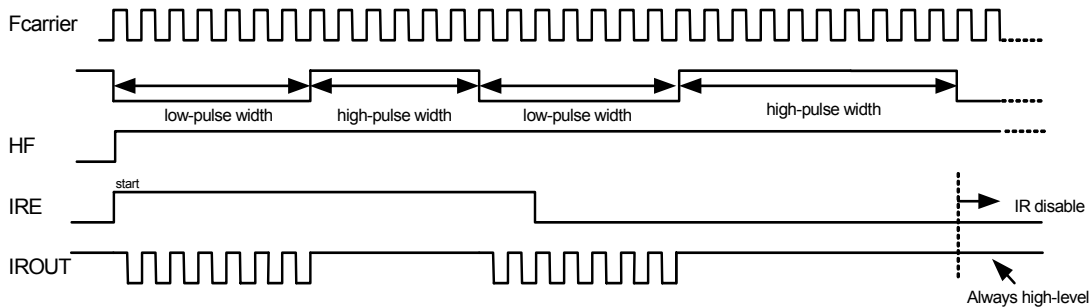 Fcarrier
low-pulse width
high-pulse width
low-pulse width
high-pulse width
HF
start
IRE
IR disable
IROUT
Always high-level